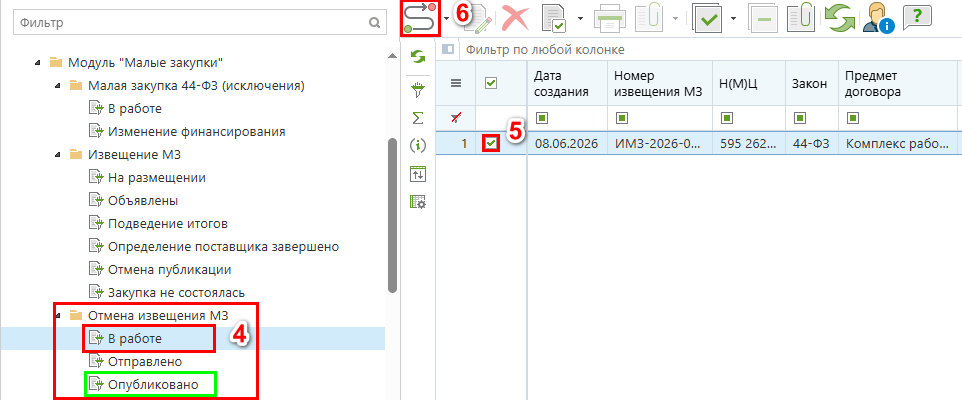 Фильтр
Модуль "Малые закупки"
Малая закупка 44-ФЗ (исключения)
В работе
Изменение финансирования
Извещение МЗ
На размещении
Объявлены
Подведение итогов
Определение поставщика завершено
Отмена публикации
Закупка не состоялась
Отмена извещения МЗ
В работе
4
Отправлено
Опубликовано
6
Фильтр по любой колонке
Дата создания
Номер извещения МЗ
Н(М)Ц
Закон
Предмет договора
5
1
08.06.2026
ИМЗ-2026-0...
595 262...
44-ФЗ
Комплекс рабо...